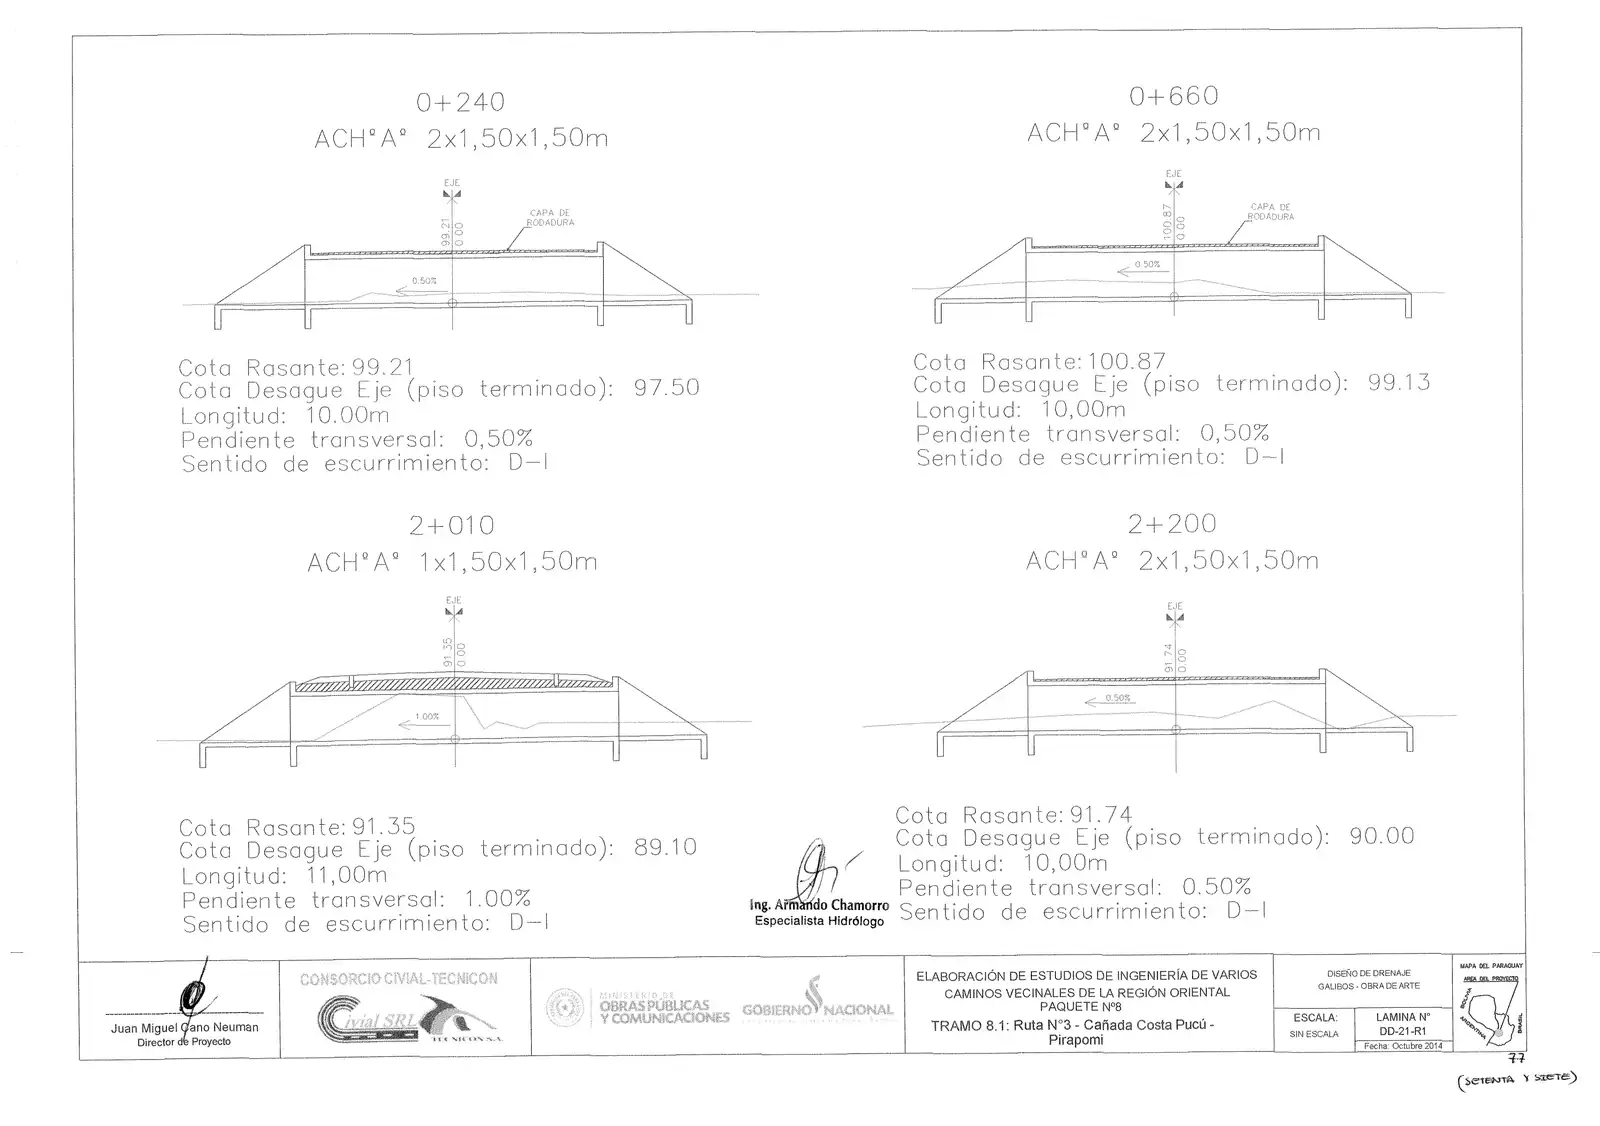 0+240
ACHºAº 2x1,50x1,50m
EJE
99.21
0.00
CAPA DE
RODADURA
0.50%
Cota Rasante: 99.21
Cota Desague Eje (piso terminado): 97.50
Longitud: 10.00m
Pendiente transversal: 0,50%
Sentido de escurrimiento: D-I
0+660
ACHºAº 2x1,50x1,50m
EJE
100.87
0.00
CAPA DE
RODADURA
0.50%
Cota Rasante: 100.87
Cota Desague Eje (piso terminado): 99.13
Longitud: 10,00m
Pendiente transversal: 0,50%
Sentido de escurrimiento: D-I
2+010
ACHºAº 1x1,50x1,50m
EJE
91.35
0.00
1.00%
Cota Rasante: 91.35
Cota Desague Eje (piso terminado): 89.10
Longitud: 11,00m
Pendiente transversal: 1.00%
Sentido de escurrimiento: D-I
2+200
ACHºAº 2x1,50x1,50m
EJE
91.74
0.00
0.50%
Cota Rasante: 91.74
Cota Desague Eje (piso terminado): 90.00
Longitud: 10,00m
Pendiente transversal: 0.50%
Sentido de escurrimiento: D-I
Ing. Armando Chamorro
Especialista Hidrólogo
Juan Miguel Cano Neuman
Director de Proyecto
CONSORCIO CIVIAL-TECNICON
Civial SRL
TECNICON S.A.
MINISTERIO DE
OBRAS PÚBLICAS
Y COMUNICACIONES
GOBIERNO NACIONAL
ELABORACIÓN DE ESTUDIOS DE INGENIERÍA DE VARIOS
CAMINOS VECINALES DE LA REGIÓN ORIENTAL
PAQUETE Nº8
TRAMO 8.1: Ruta N°3 - Cañada Costa Pucú -
Pirapomi
DISEÑO DE DRENAJE
GALIBOS - OBRA DE ARTE
ESCALA:
SIN ESCALA
LAMINA N°
DD-21-R1
Fecha: Octubre 2014
MAPA DEL PARAGUAY
AREA DEL PROYECTO
BOLIVIA
ARGENTINA
BRASIL
77
(SETENTA Y SIETE)